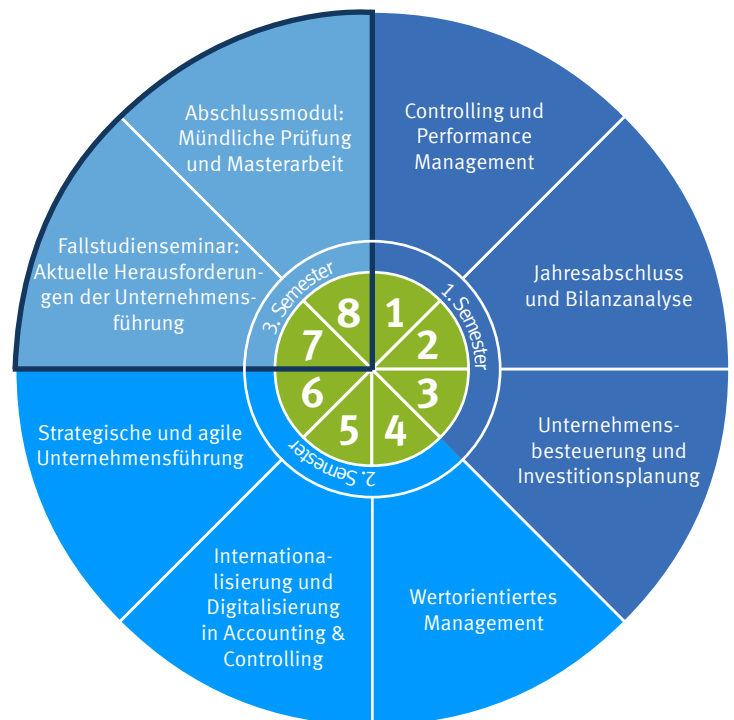 Controlling und
Performance
Management
Jahresabschluss
und Bilanzanalyse
Unternehmens-
besteuerung und
Investitionsplanung
Wertorientiertes
Management
Internationa-
lisierung und
Digitalisierung
in Accounting &
Controlling
Strategische und agile
Unternehmensführung
Fallstudienseminar:
Aktuelle Herausforderun-
gen der Unternehmens-
führung
Abschlussmodul:
Mündliche Prüfung
und Masterarbeit
1. Semester
2. Semester
3. Semester
1
2
3
4
5
6
7
8